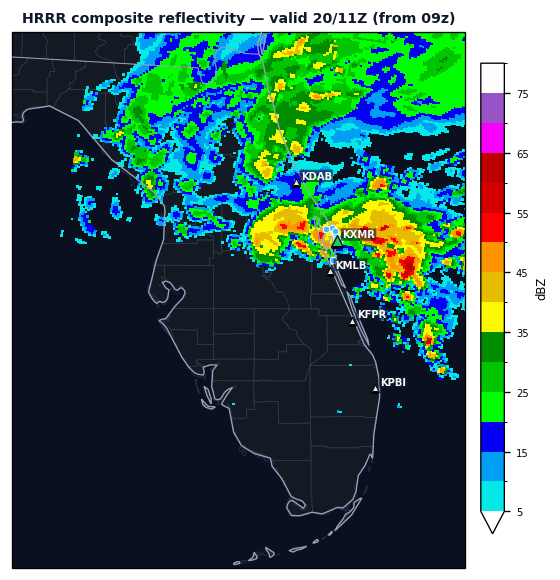 HRRR composite reflectivity — valid 20/11Z (from 09z)
KDAB
KXMR
KMLB
KFPR
KPBI
75
65
55
45
35
25
15
5
dBZ